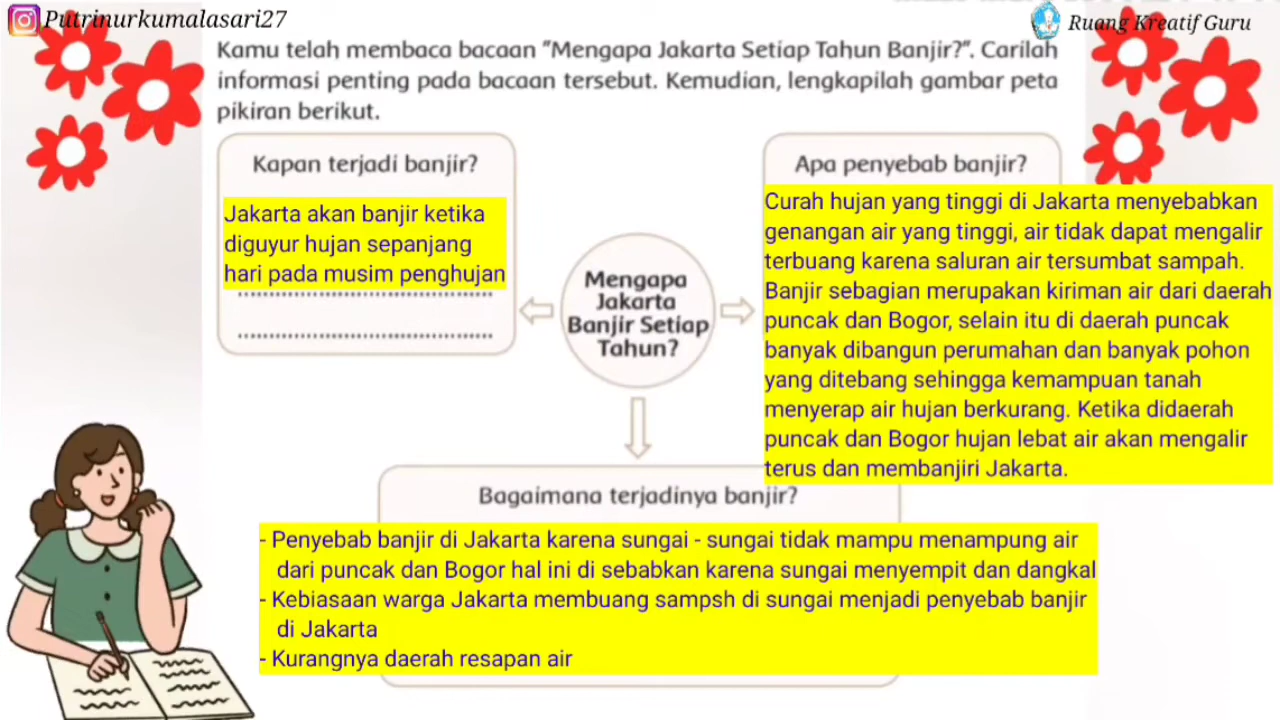 Putrinurkumalasari27
Ruang Kreatif Guru
Kamu telah membaca bacaan "Mengapa Jakarta Setiap Tahun Banjir?". Carilah
informasi penting pada bacaan tersebut. Kemudian, lengkapilah gambar peta
pikiran berikut.
Kapan terjadi banjir?
Jakarta akan banjir ketika
diguyur hujan sepanjang
hari pada musim penghujan
Mengapa
Jakarta
Banjir Setiap
Tahun?
Apa penyebab banjir?
Curah hujan yang tinggi di Jakarta menyebabkan
genangan air yang tinggi, air tidak dapat mengalir
terbuang karena saluran air tersumbat sampah.
Banjir sebagian merupakan kiriman air dari daerah
puncak dan Bogor, selain itu di daerah puncak
banyak dibangun perumahan dan banyak pohon
yang ditebang sehingga kemampuan tanah
menyerap air hujan berkurang. Ketika didaerah
puncak dan Bogor hujan lebat air akan mengalir
terus dan membanjiri Jakarta.
Bagaimana terjadinya banjir?
- Penyebab banjir di Jakarta karena sungai - sungai tidak mampu menampung air
dari puncak dan Bogor hal ini di sebabkan karena sungai menyempit dan dangkal
- Kebiasaan warga Jakarta membuang sampsh di sungai menjadi penyebab banjir
di Jakarta
- Kurangnya daerah resapan air